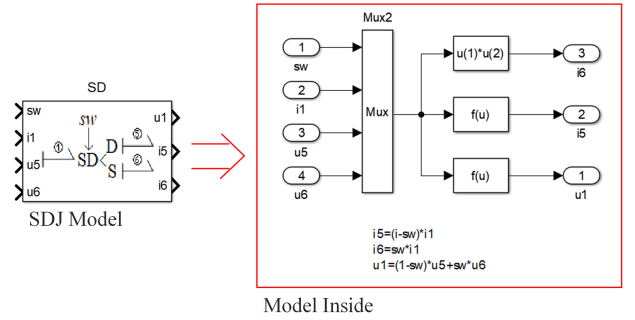 SD
sw
i1
u5
u6
u1
i5
i6
sw
①
SD
D
S
⑤
⑥
SDJ Model
Mux2
1
sw
2
i1
3
u5
4
u6
Mux
u(1)*u(2)
3
i6
f(u)
2
i5
f(u)
1
u1
i5=(i-sw)*i1
i6=sw*i1
u1=(1-sw)*u5+sw*u6
Model Inside